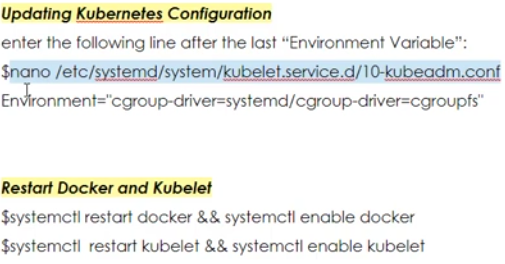 Updating Kubernetes Configuration
enter the following line after the last “Environment Variable”:
$nano /etc/systemd/system/kubelet.service.d/10-kubeadm.conf
Environment="cgroup-driver=systemd/cgroup-driver=cgroupfs"
Restart Docker and Kubelet
$systemctl restart docker && systemctl enable docker
$systemctl  restart kubelet && systemctl enable kubelet